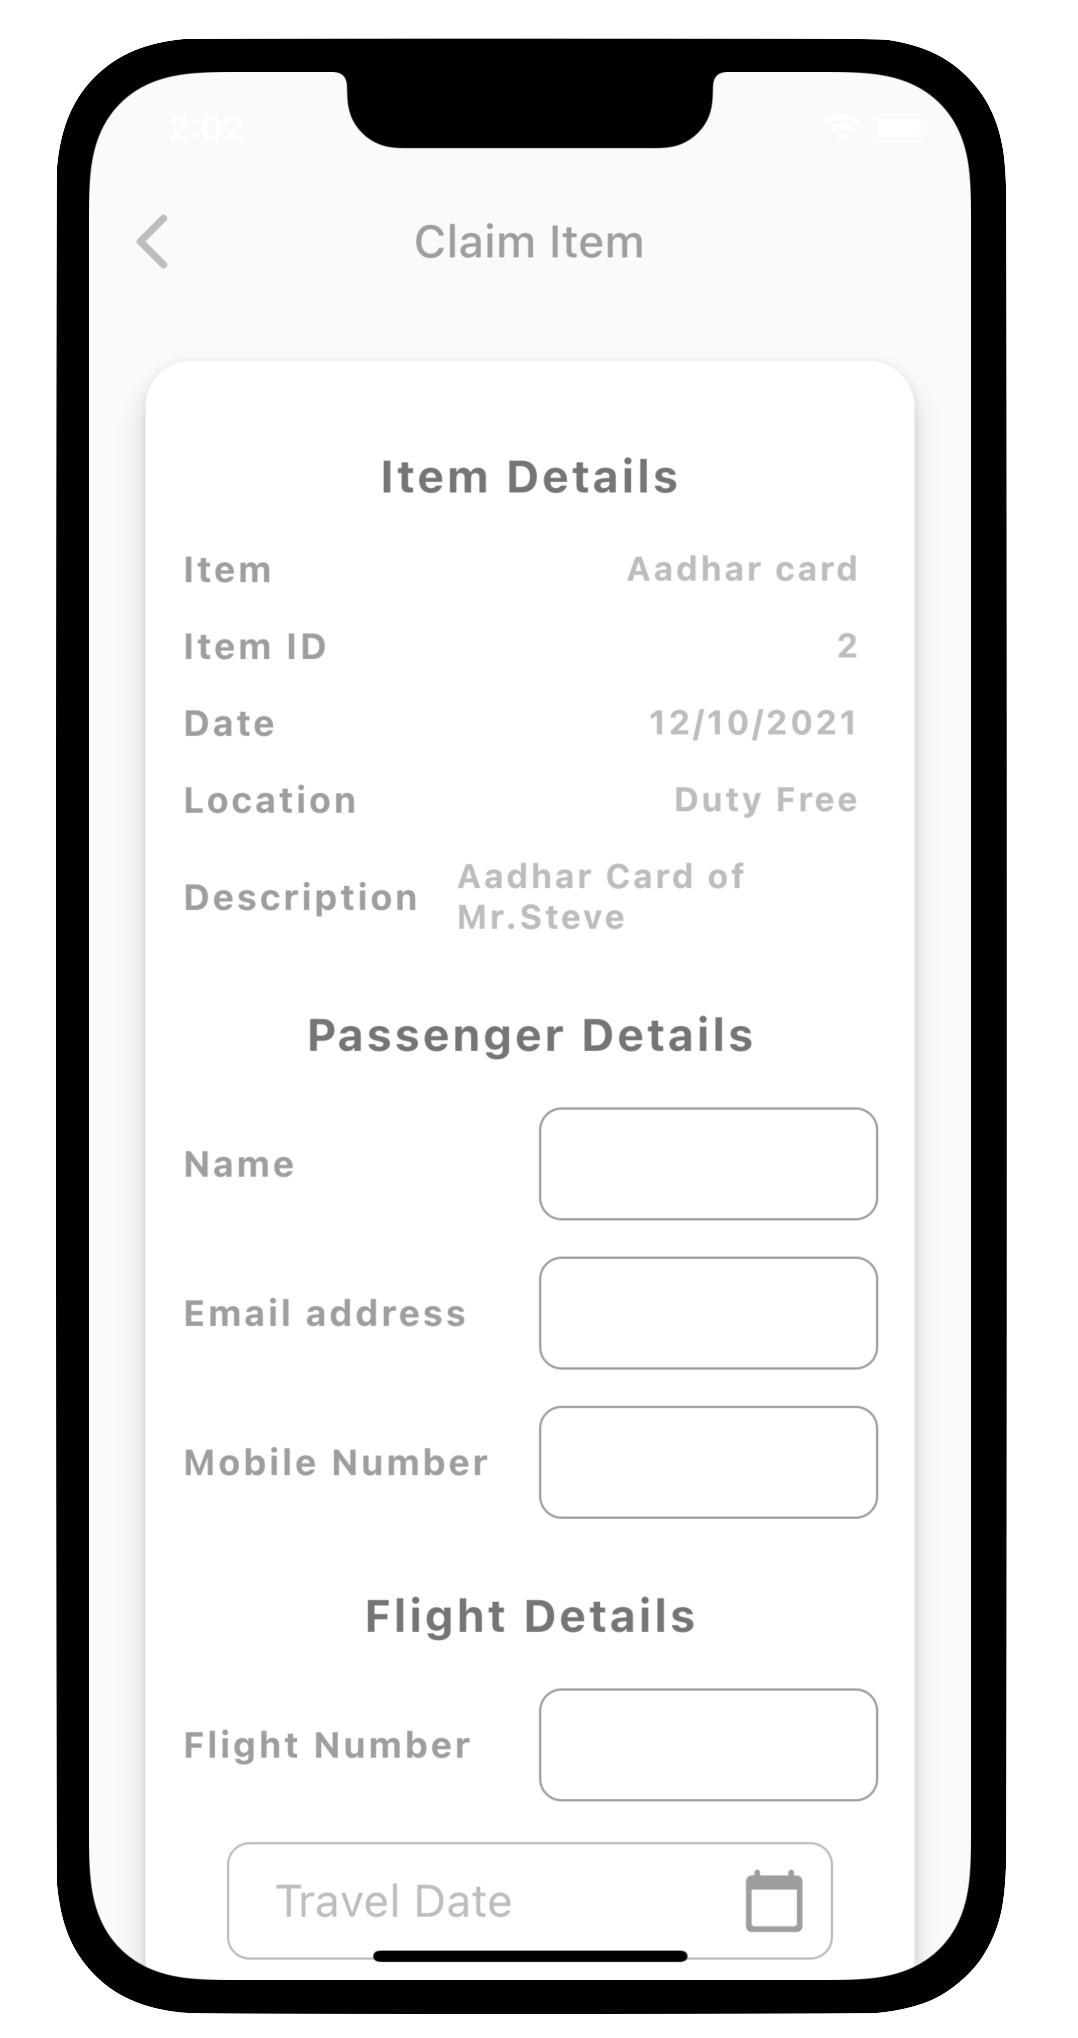 2:02
Claim Item
Item Details
Item Aadhar card
Item ID 2
Date 12/10/2021
Location Duty Free
Description Aadhar Card of
Mr.Steve
Passenger Details
Name
Email address
Mobile Number
Flight Details
Flight Number
Travel Date